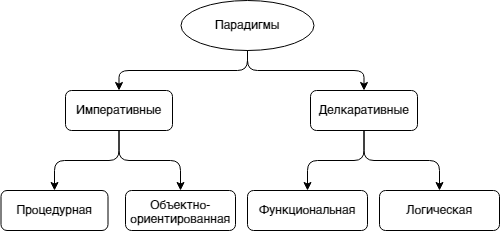 Парадигмы
Императивные
Делкаративные
Процедурная
Объектно-
ориентированная
Функциональная
Логическая